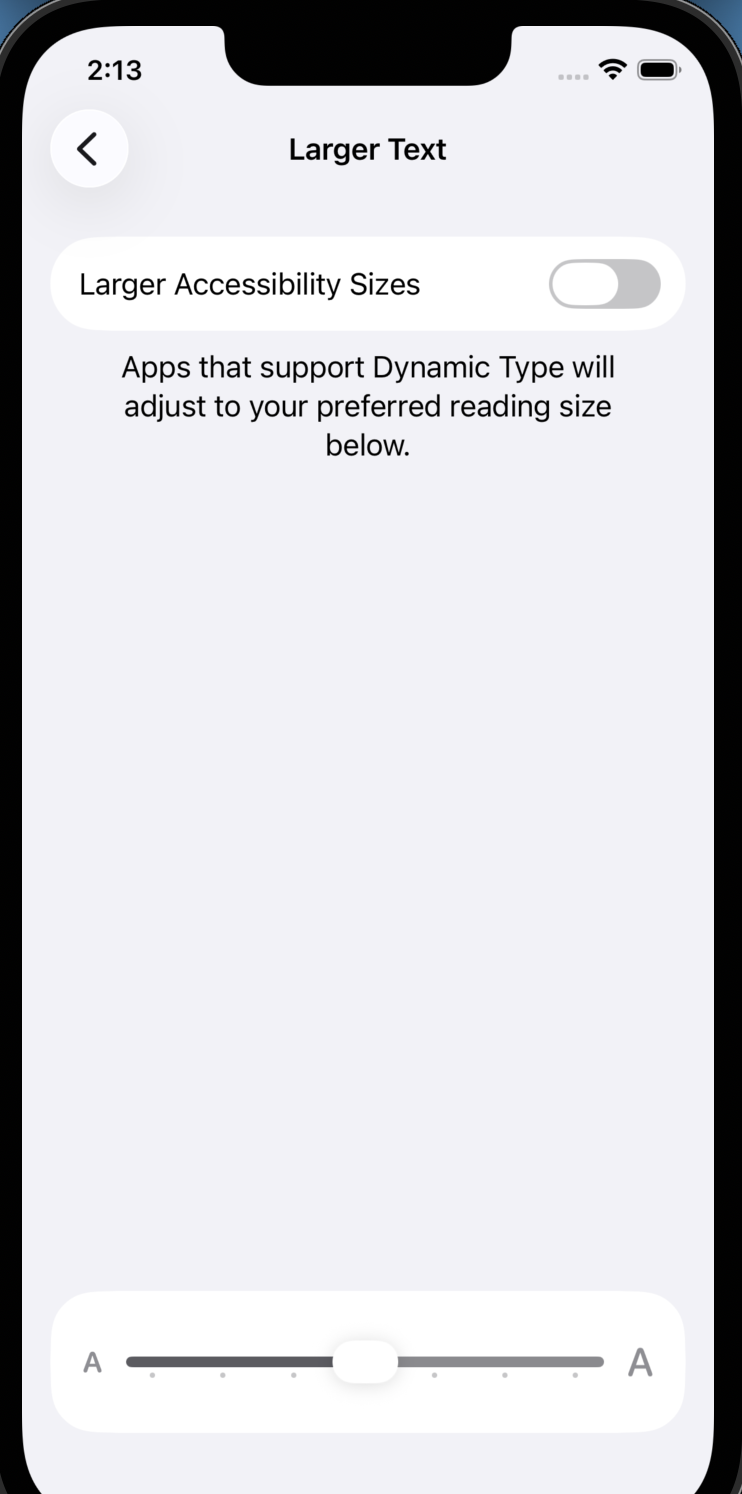 2:13
Larger Text
Larger Accessibility Sizes
Apps that support Dynamic Type will
adjust to your preferred reading size
below.
A A